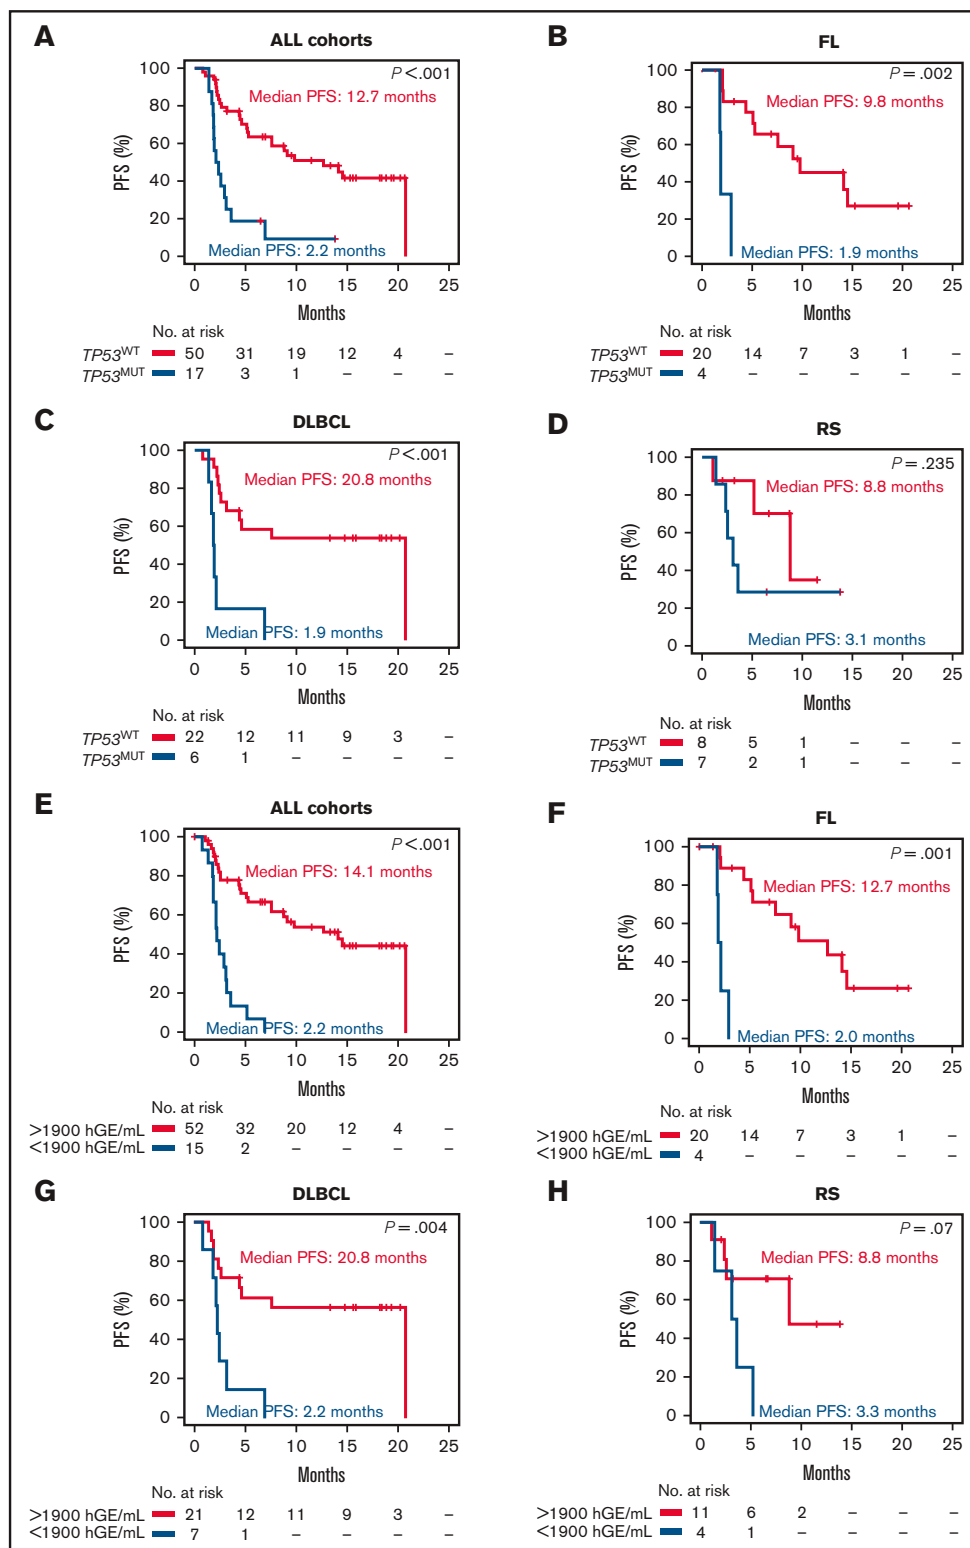 A
ALL cohorts
P<.001
Median PFS: 12.7 months
Median PFS: 2.2 months
PFS (%)
100
80
60
40
20
0
0 5 10 15 20 25
Months
No. at risk
TP53WT 50 31 19 12 4 –
TP53MUT 17 3 1 – – –
B
FL
P=.002
Median PFS: 9.8 months
Median PFS: 1.9 months
PFS (%)
100
80
60
40
20
0
0 5 10 15 20 25
Months
No. at risk
TP53WT 20 14 7 3 1 –
TP53MUT 4 – – – – –
C
DLBCL
P<.001
Median PFS: 20.8 months
Median PFS: 1.9 months
PFS (%)
100
80
60
40
20
0
0 5 10 15 20 25
Months
No. at risk
TP53WT 22 12 11 9 3 –
TP53MUT 6 1 – – – –
D
RS
P=.235
Median PFS: 8.8 months
Median PFS: 3.1 months
PFS (%)
100
80
60
40
20
0
0 5 10 15 20 25
Months
No. at risk
TP53WT 8 5 1 – – –
TP53MUT 7 2 1 – – –
E
ALL cohorts
P<.001
Median PFS: 14.1 months
Median PFS: 2.2 months
PFS (%)
100
80
60
40
20
0
0 5 10 15 20 25
Months
No. at risk
>1900 hGE/mL 52 32 20 12 4 –
<1900 hGE/mL 15 2 – – – –
F
FL
P=.001
Median PFS: 12.7 months
Median PFS: 2.0 months
PFS (%)
100
80
60
40
20
0
0 5 10 15 20 25
Months
No. at risk
>1900 hGE/mL 20 14 7 3 1 –
<1900 hGE/mL 4 – – – – –
G
DLBCL
P=.004
Median PFS: 20.8 months
Median PFS: 2.2 months
PFS (%)
100
80
60
40
20
0
0 5 10 15 20 25
Months
No. at risk
>1900 hGE/mL 21 12 11 9 3 –
<1900 hGE/mL 7 1 – – – –
H
RS
P=.07
Median PFS: 8.8 months
Median PFS: 3.3 months
PFS (%)
100
80
60
40
20
0
0 5 10 15 20 25
Months
No. at risk
>1900 hGE/mL 11 6 2 – – –
<1900 hGE/mL 4 1 – – – –